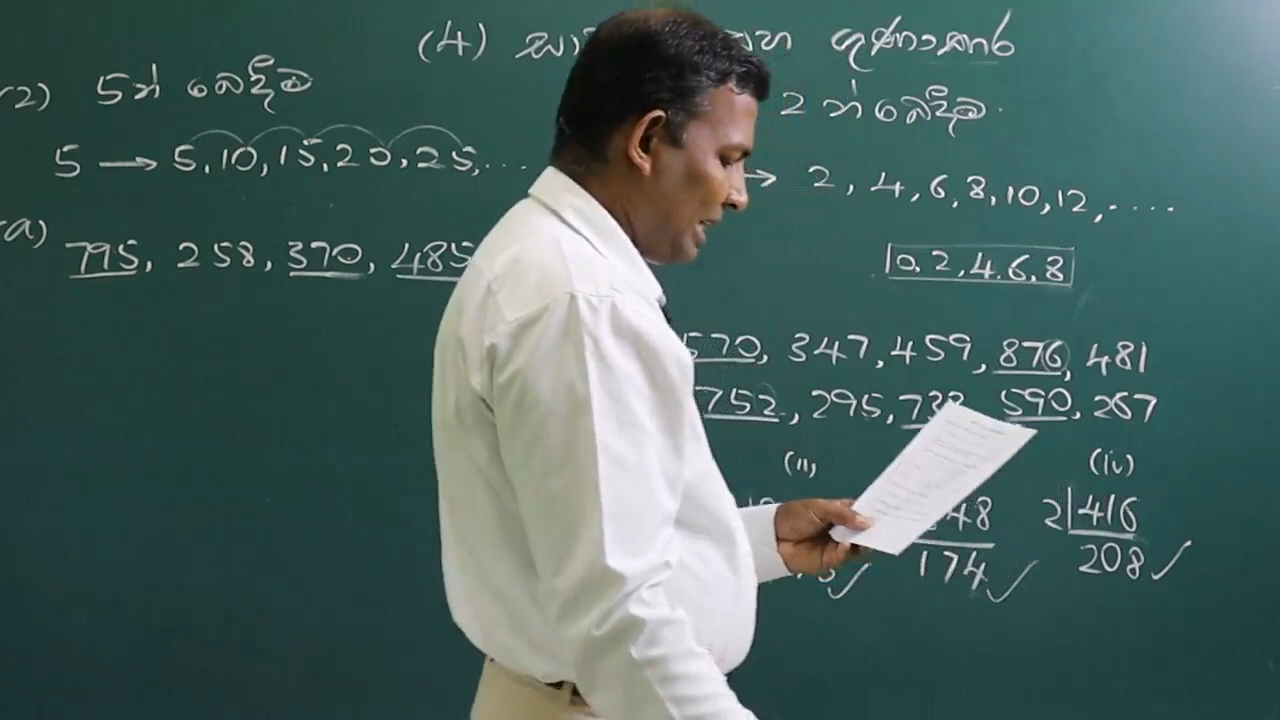 (4) සා හ ගුණාකාර
(2) 5න් බෙදීම
5 → 5, 10, 15, 20, 25, ...
(a) 795, 258, 370, 485
2 න් බෙදීම.
→ 2, 4, 6, 8, 10, 12, .....
0, 2, 4, 6, 8
570, 347, 459, 876, 481
752, 295, 738, 590, 267
(ii) (iv)
48 2|416
174 ✓ 208 ✓